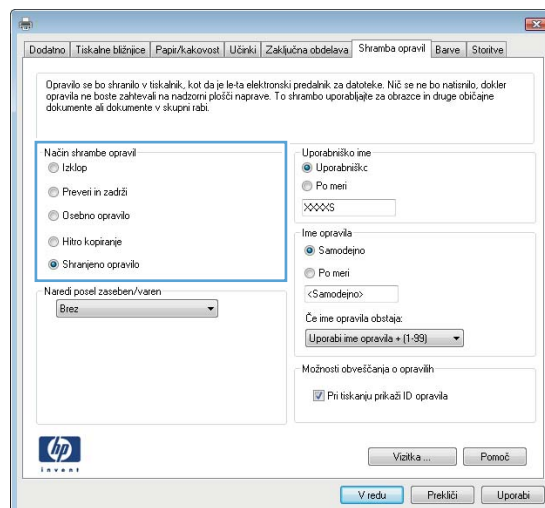 Dodatno Tiskalne bližnjice Papir/kakovost Učinki Zaključna obdelava Shramba opravil Barve Storitve
Opravilo se bo shranilo v tiskalnik, kot da je le-ta elektronski predalnik za datoteke. Nič se ne bo natisnilo, dokler
opravila ne boste zahtevali na nadzorni plošči naprave. To shrambo uporabljajte za obrazce in druge običajne
dokumente ali dokumente v skupni rabi.
Način shrambe opravil
Izklop
Preveri in zadrži
Osebno opravilo
Hitro kopiranje
Shranjeno opravilo
Naredi posel zaseben/varen
Brez
Uporabniško ime
Uporabniškc
Po meri
XXXXS
Ime opravila
Samodejno
Po meri
<Samodejno>
Če ime opravila obstaja:
Uporabi ime opravila + (1-99)
Možnosti obveščanja o opravilih
Pri tiskanju prikaži ID opravila
hp
invent
Vizitka ... Pomoč
V redu Prekliči Uporabi